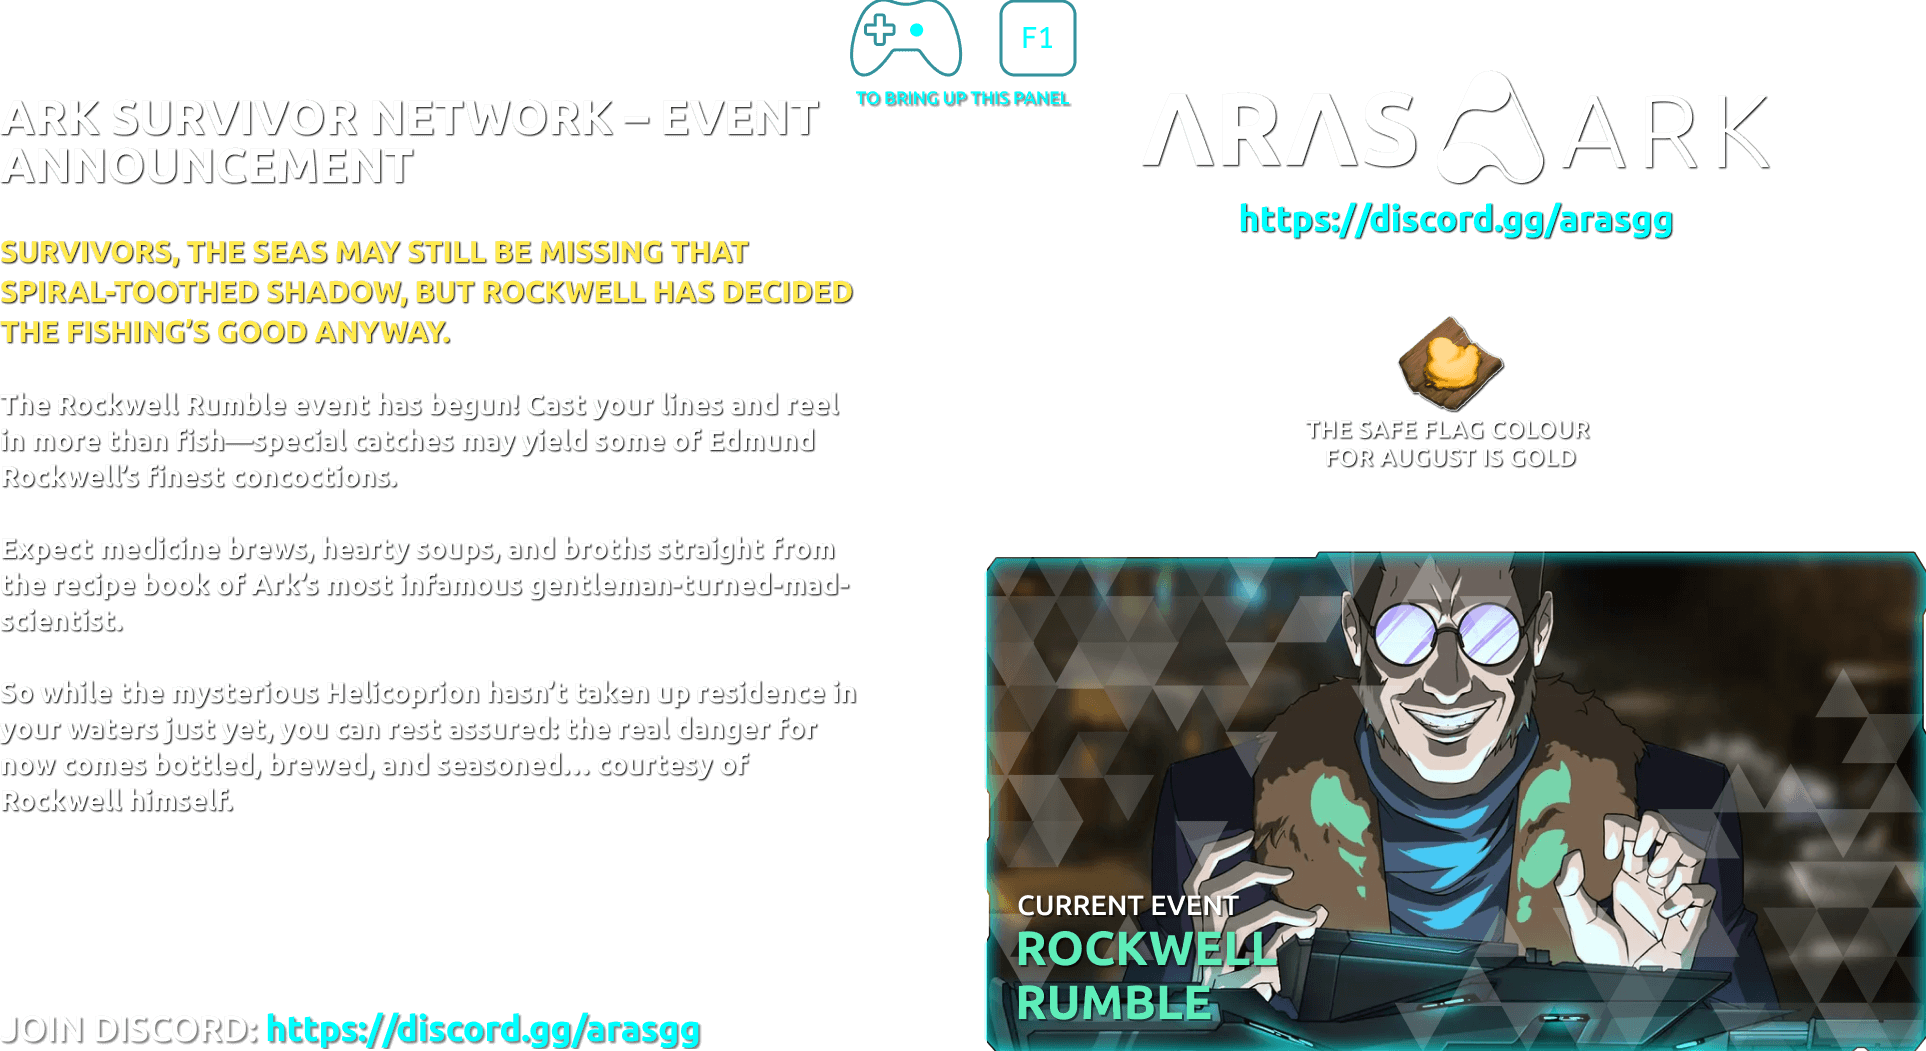 F1
TO BRING UP THIS PANEL
ARK SURVIVOR NETWORK – EVENT
ANNOUNCEMENT
SURVIVORS, THE SEAS MAY STILL BE MISSING THAT
SPIRAL-TOOTHED SHADOW, BUT ROCKWELL HAS DECIDED
THE FISHING’S GOOD ANYWAY.
The Rockwell Rumble event has begun! Cast your lines and reel
in more than fish—special catches may yield some of Edmund
Rockwell’s finest concoctions.
Expect medicine brews, hearty soups, and broths straight from
the recipe book of Ark’s most infamous gentleman-turned-mad-
scientist.
So while the mysterious Helicoprion hasn’t taken up residence in
your waters just yet, you can rest assured: the real danger for
now comes bottled, brewed, and seasoned… courtesy of
Rockwell himself.
JOIN DISCORD: https://discord.gg/arasgg
ARAS ARK
https://discord.gg/arasgg
THE SAFE FLAG COLOUR
FOR AUGUST IS GOLD
CURRENT EVENT
ROCKWELL
RUMBLE